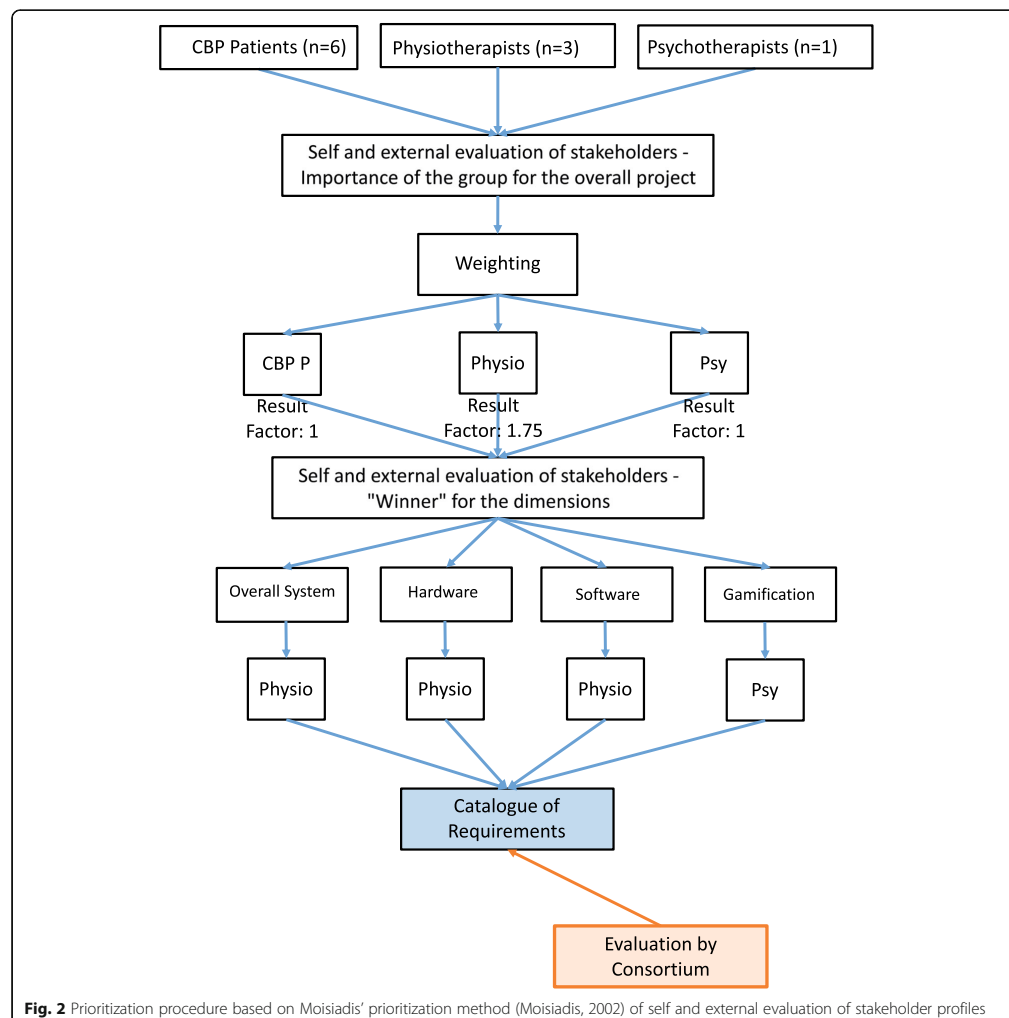 CBP Patients (n=6)
Physiotherapists (n=3)
Psychotherapists (n=1)
Self and external evaluation of stakeholders -
Importance of the group for the overall project
Weighting
CBP P
Physio
Psy
Result
Factor: 1
Result
Factor: 1.75
Result
Factor: 1
Self and external evaluation of stakeholders -
"Winner" for the dimensions
Overall System
Hardware
Software
Gamification
Physio
Physio
Physio
Psy
Catalogue of
Requirements
Evaluation by
Consortium
Fig. 2 Prioritization procedure based on Moisiadis’ prioritization method (Moisiadis, 2002) of self and external evaluation of stakeholder profiles